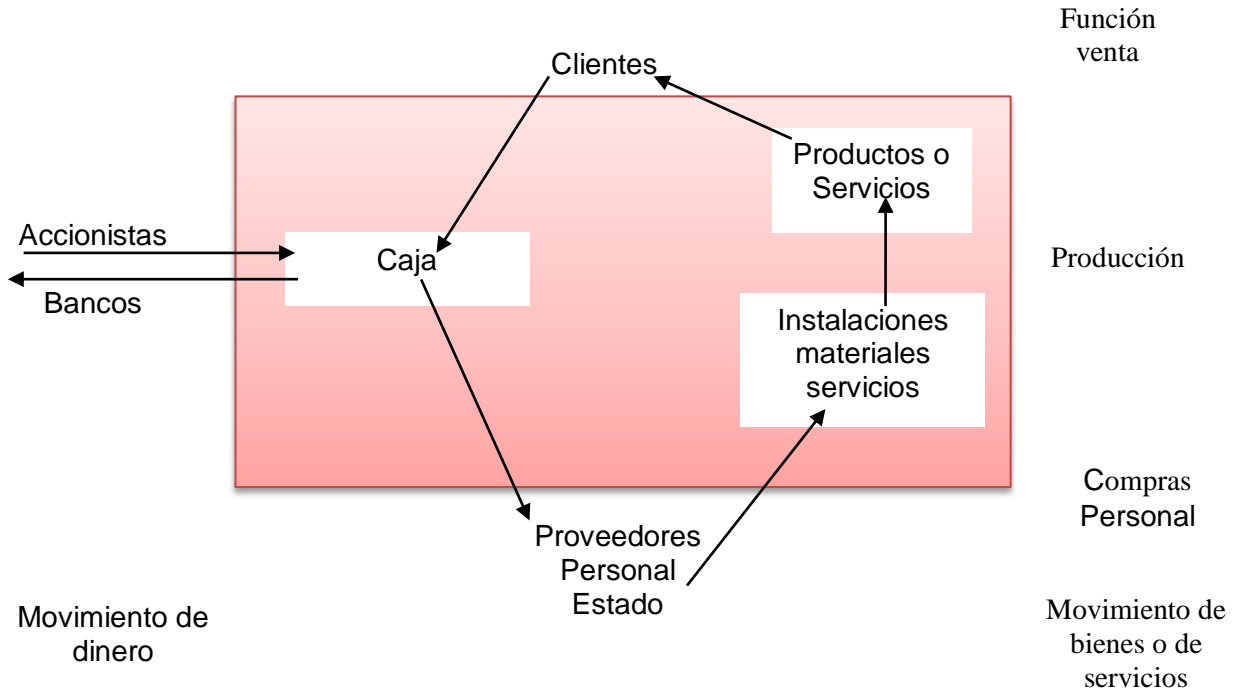 Función
venta
Clientes
Productos o
Servicios
Accionistas
Caja
Producción
Bancos
Instalaciones
materiales
servicios
Compras
Personal
Proveedores
Personal
Estado
Movimiento de
dinero
Movimiento de
bienes o de
servicios